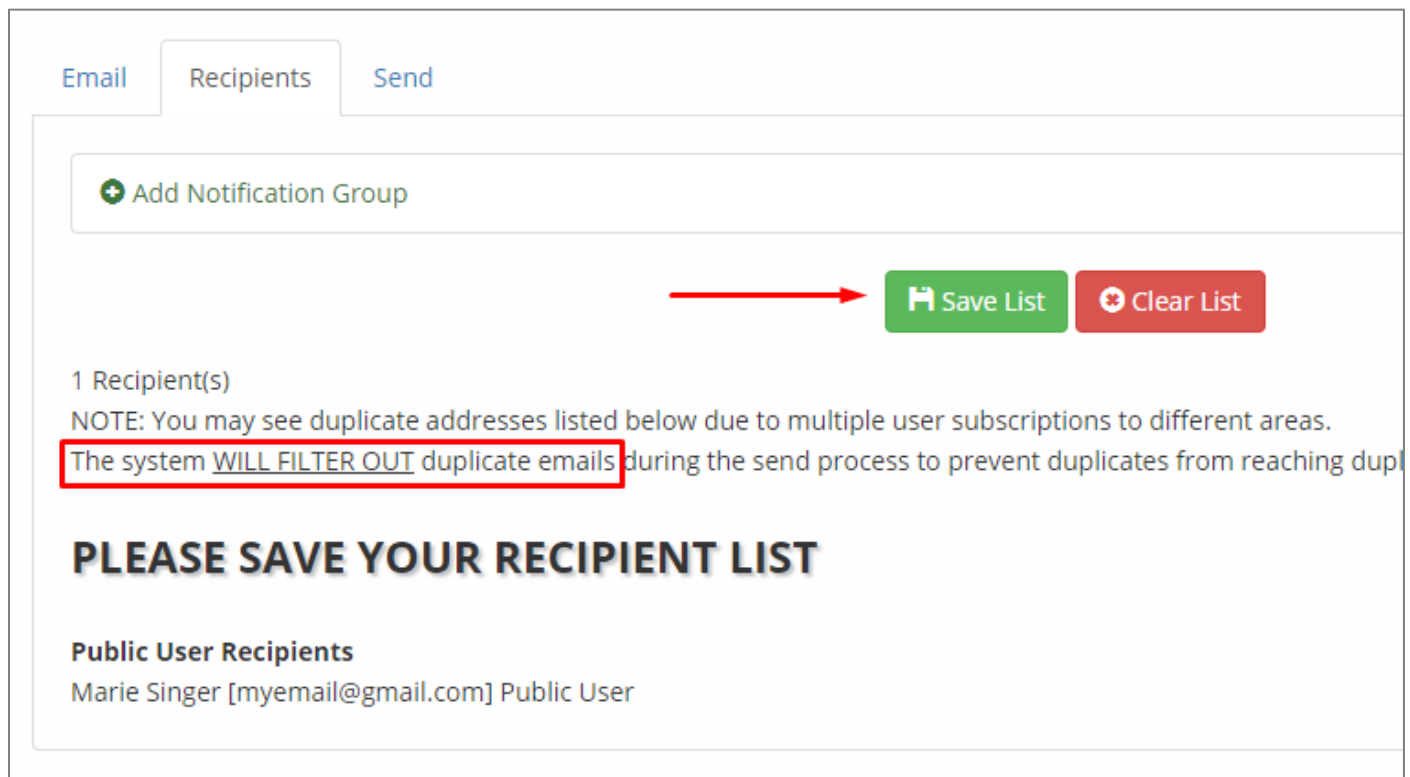 Email Recipients Send
Add Notification Group
Save List Clear List
1 Recipient(s)
NOTE: You may see duplicate addresses listed below due to multiple user subscriptions to different areas.
The system WILL FILTER OUT duplicate emails during the send process to prevent duplicates from reaching
PLEASE SAVE YOUR RECIPIENT LIST
Public User Recipients
Marie Singer [myemail@gmail.com] Public User